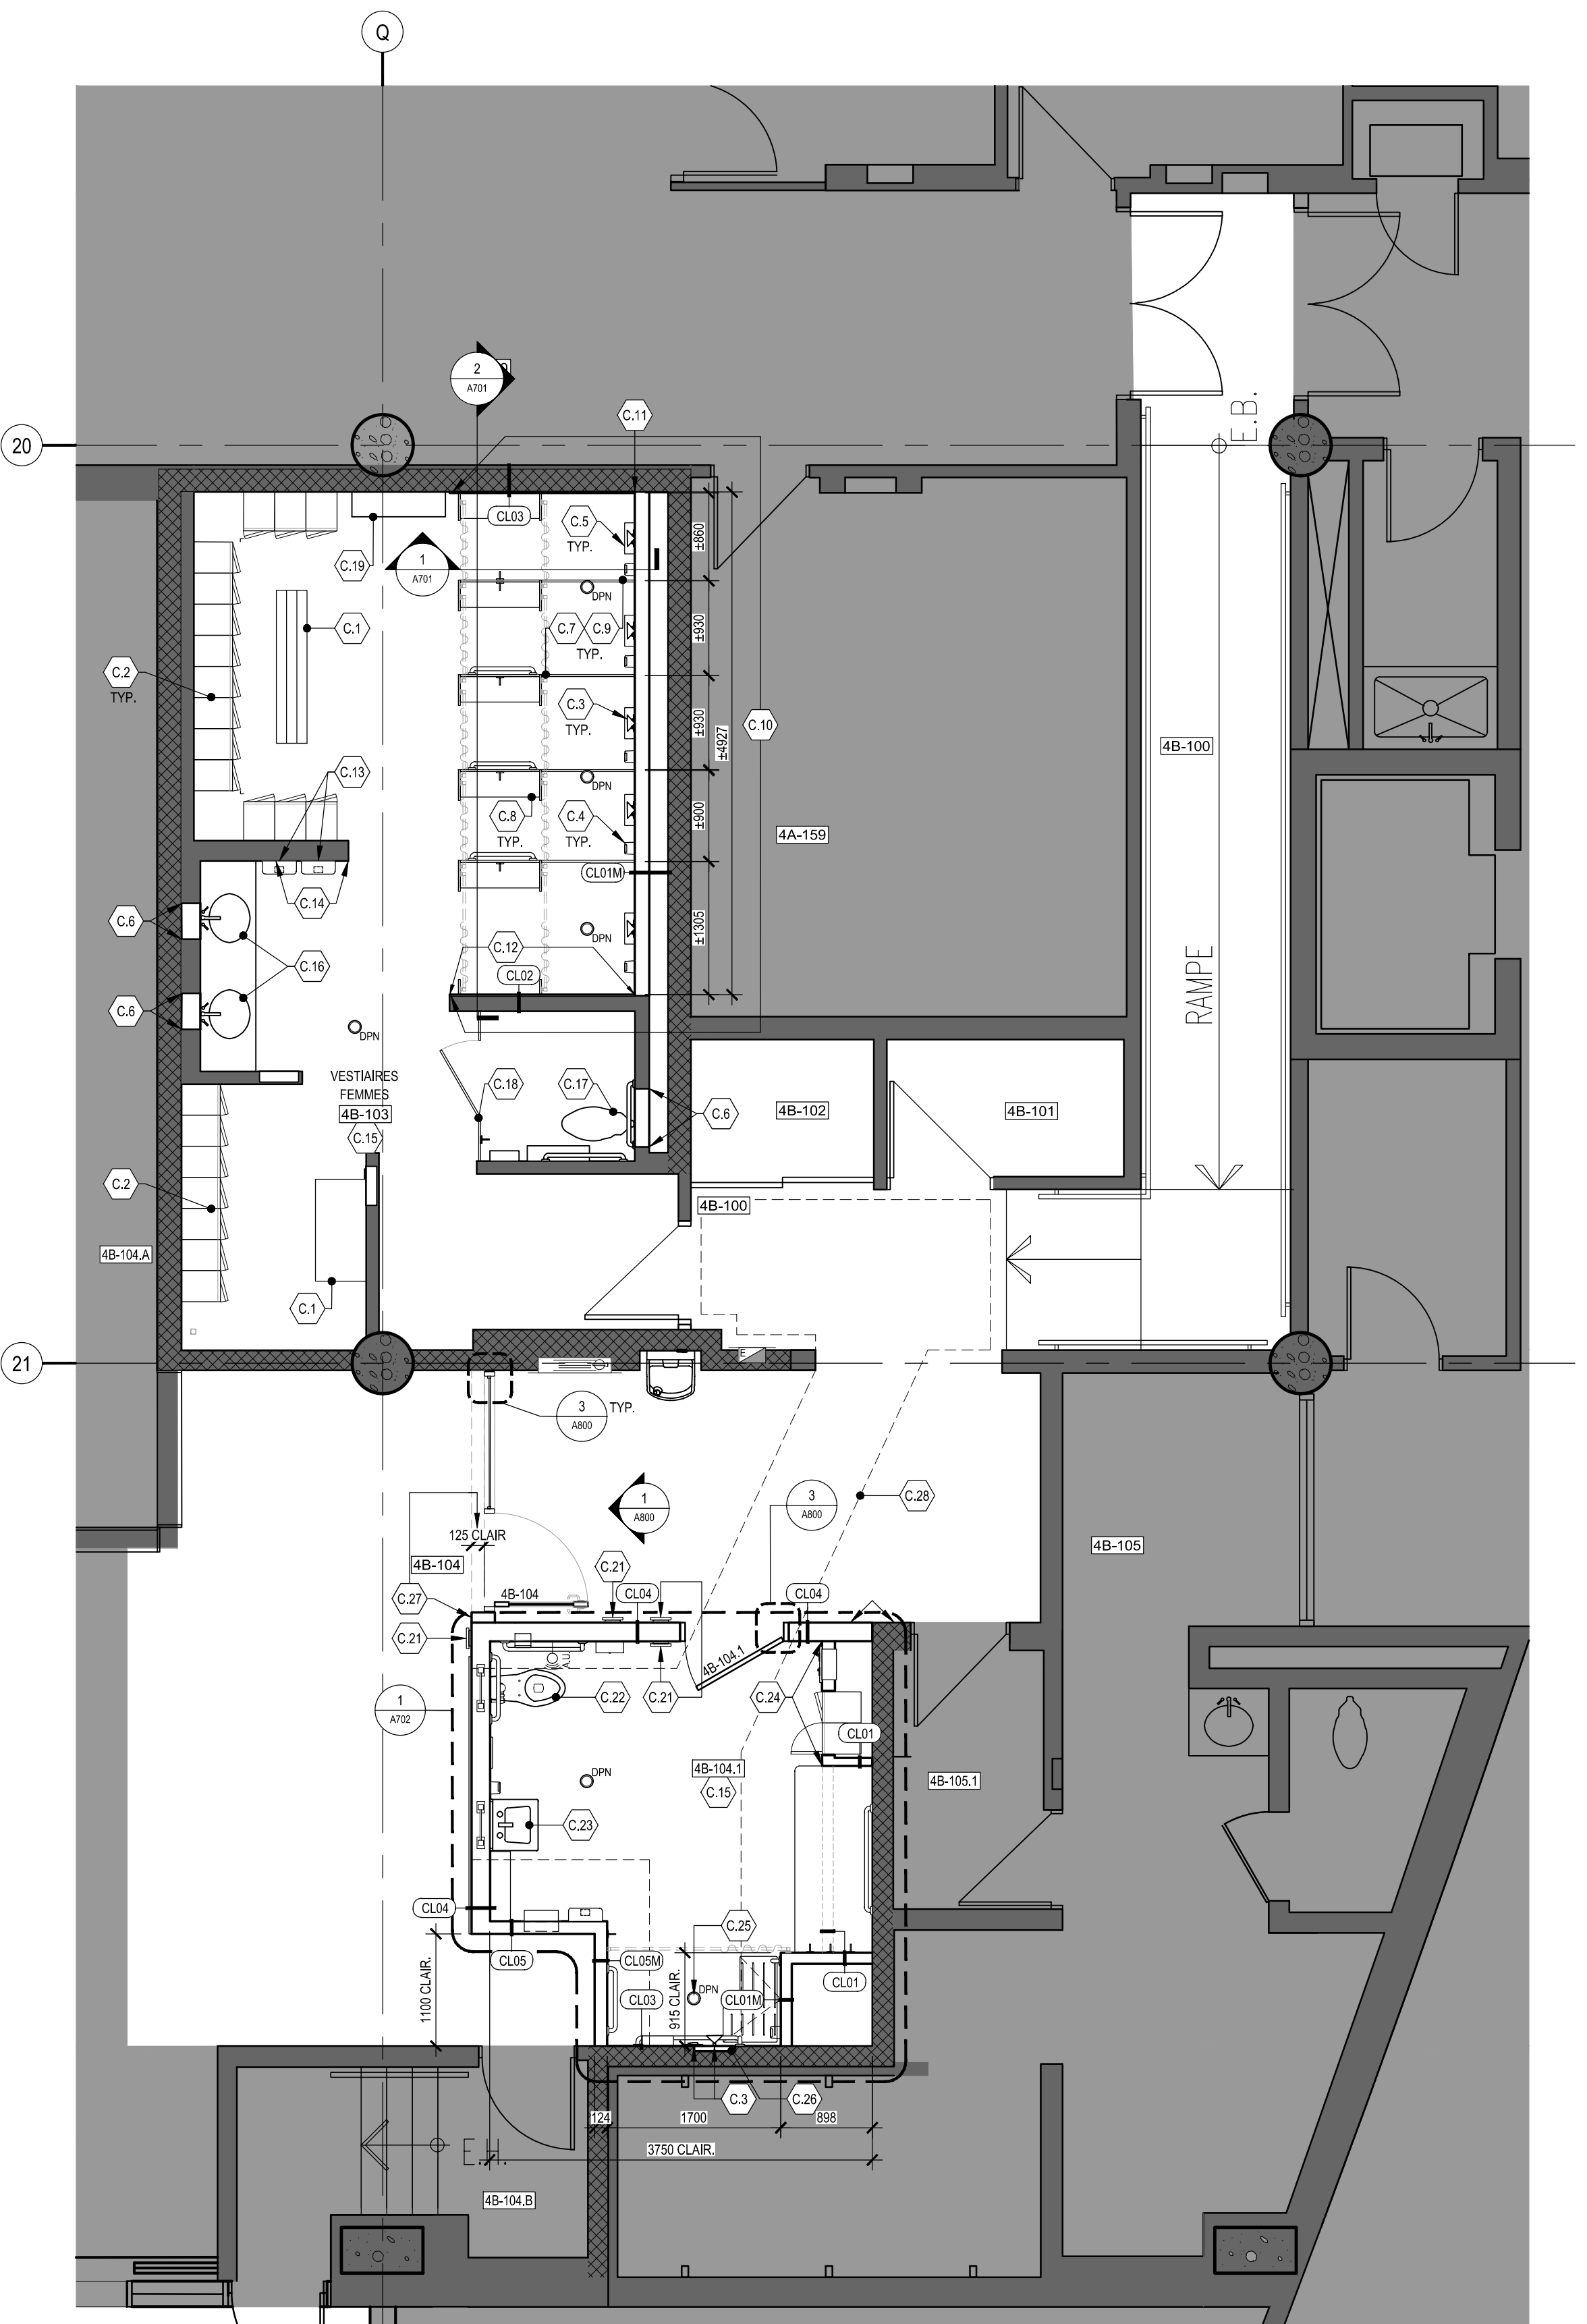 Q
2
A701
20
C.11
CL03
C.5
TYP.
±860
C.19
1
A701
DPN
C.1
C.7
C.9
TYP.
±930
C.2
TYP.
C.3
TYP.
±930
±4927
C.10
E.B.
4B-100
C.13
DPN
C.8
TYP.
C.4
TYP.
±900
4A-159
CL01M
C.14
C.6
C.12
DPN
±1305
C.16
CL02
C.6
RAMPE
DPN
VESTIAIRES
FEMMES
4B-103
C.15
C.18
C.17
C.6
4B-102
4B-101
C.2
4B-100
4B-104.A
C.1
21
E
3
A800
TYP.
1
A800
3
A800
C.28
125 CLAIR
4B-104
4B-105
C.21
C.27
4B-104
CL04
CL04
C.21
4B-104.1
C.22
C.21
C.24
1
A702
CL01
4B-104.1
C.15
DPN
4B-105.1
C.23
CL04
C.25
CL05
CL05M
CL01
1100 CLAIR.
CL03
915 CLAIR.
DPN
CL01M
C.3
C.26
124
1700
898
3750 CLAIR.
E.H.
4B-104.B